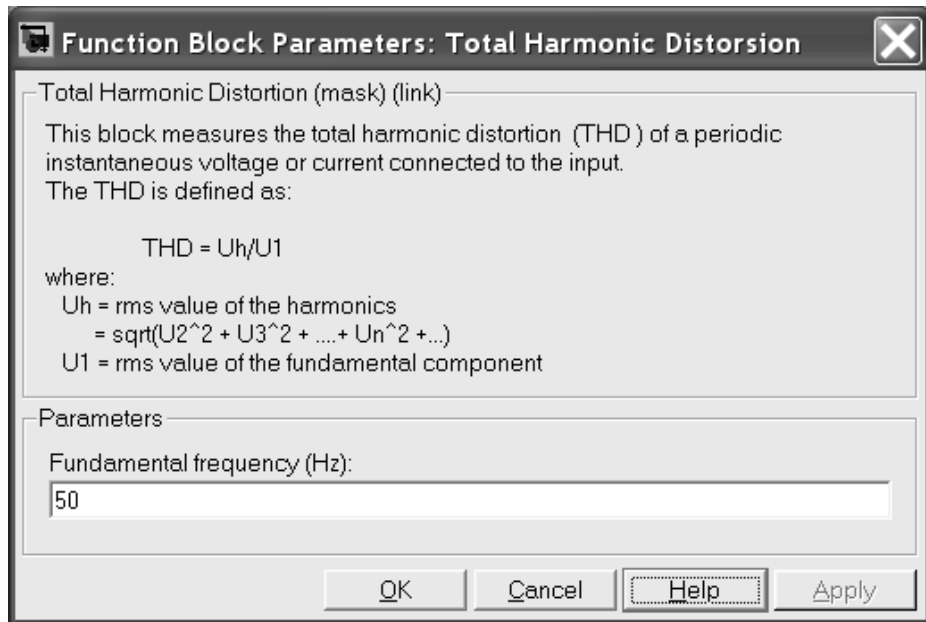 Function Block Parameters: Total Harmonic Distorsion
Total Harmonic Distortion (mask) (link)
This block measures the total harmonic distortion (THD ) of a periodic
instantaneous voltage or current connected to the input.
The THD is defined as:
THD = Uh/U1
where:
Uh = rms value of the harmonics
= sqrt(U2^2 + U3^2 + ....+ Un^2 +...)
U1 = rms value of the fundamental component
Parameters
Fundamental frequency (Hz):
50
OK Cancel Help Apply